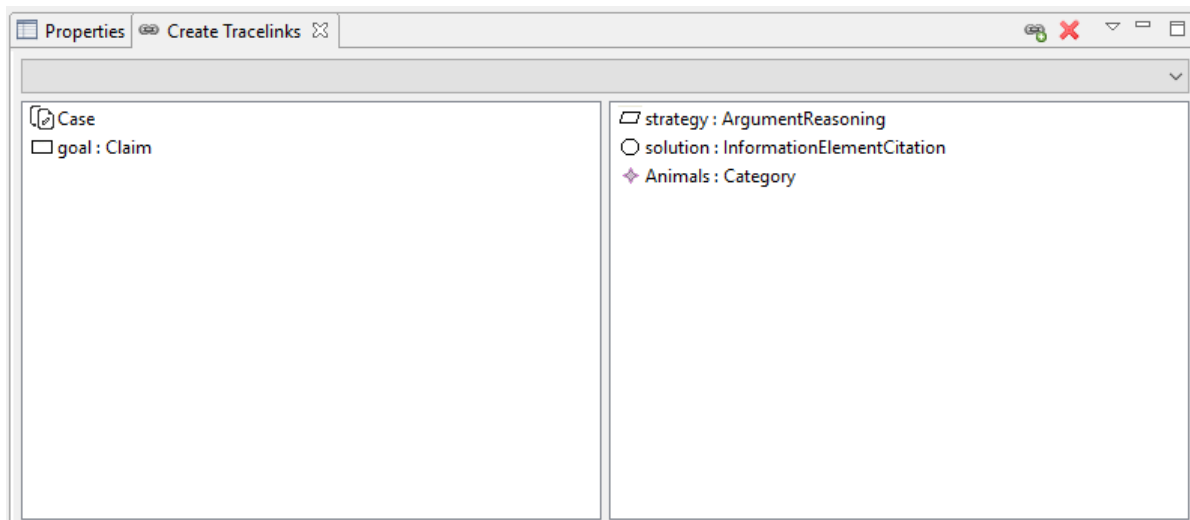 Properties Create Tracelinks
Case
goal : Claim
strategy : ArgumentReasoning
solution : InformationElementCitation
Animals : Category